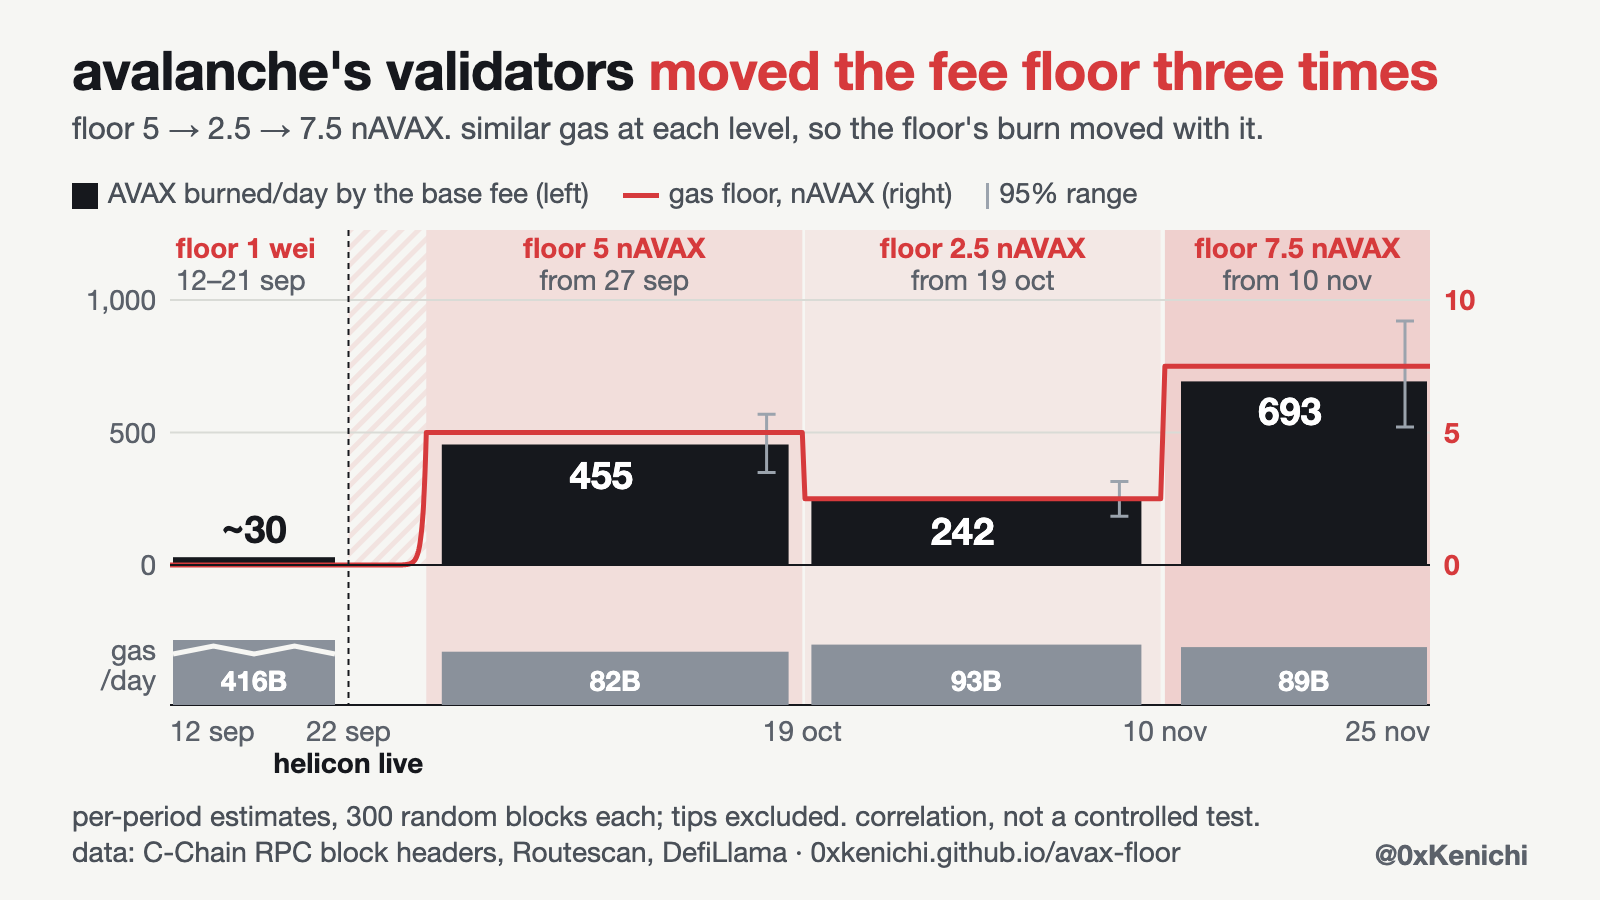 avalanche's validators moved the fee floor three times
floor 5 → 2.5 → 7.5 nAVAX. similar gas at each level, so the floor's burn moved with it.
AVAX burned/day by the base fee (left) gas floor, nAVAX (right) 95% range
floor 1 wei floor 5 nAVAX floor 2.5 nAVAX floor 7.5 nAVAX
12–21 sep from 27 sep from 19 oct from 10 nov
1,000 10
693
500 5
455
~30 242
0 0
gas
/day
416B 82B 93B 89B
12 sep 22 sep 19 oct 10 nov 25 nov
helicon live
per-period estimates, 300 random blocks each; tips excluded. correlation, not a controlled test.
data: C-Chain RPC block headers, Routescan, DefiLlama · 0xkenichi.github.io/avax-floor @0xKenichi